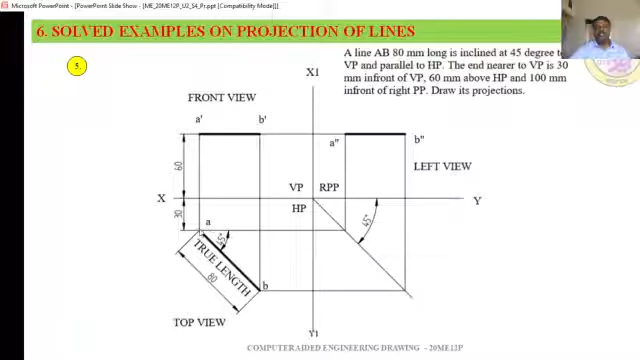 Microsoft PowerPoint - [PowerPoint Slide Show - [ME_20ME12P_U2_S4_Pr.ppt [Compatibility Mode]]
6. SOLVED EXAMPLES ON PROJECTION OF LINES
5.
A line AB 80 mm long is inclined at 45 degree to
VP and parallel to HP. The end nearer to VP is 30
mm infront of VP, 60 mm above HP and 100 mm
infront of right PP. Draw its projections.
X1
FRONT VIEW
a' b' a" b"
60
LEFT VIEW
VP RPP
X Y
HP
30
a
45°
45°
TRUE LENGTH
80
b
TOP VIEW
Y1
COMPUTER AIDED ENGINEERING DRAWING - 20ME12P